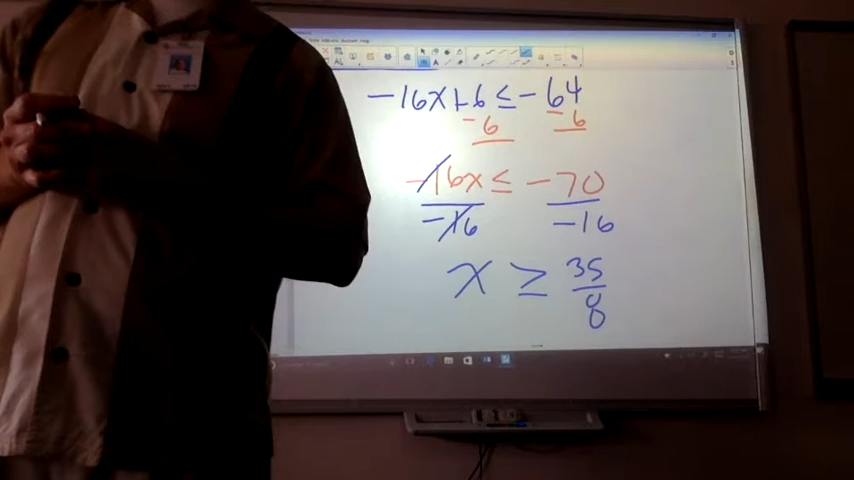 -16x+6 ≤ -64
-6 -6
-16x ≤ -70
-16 -16
x ≥ 35
8